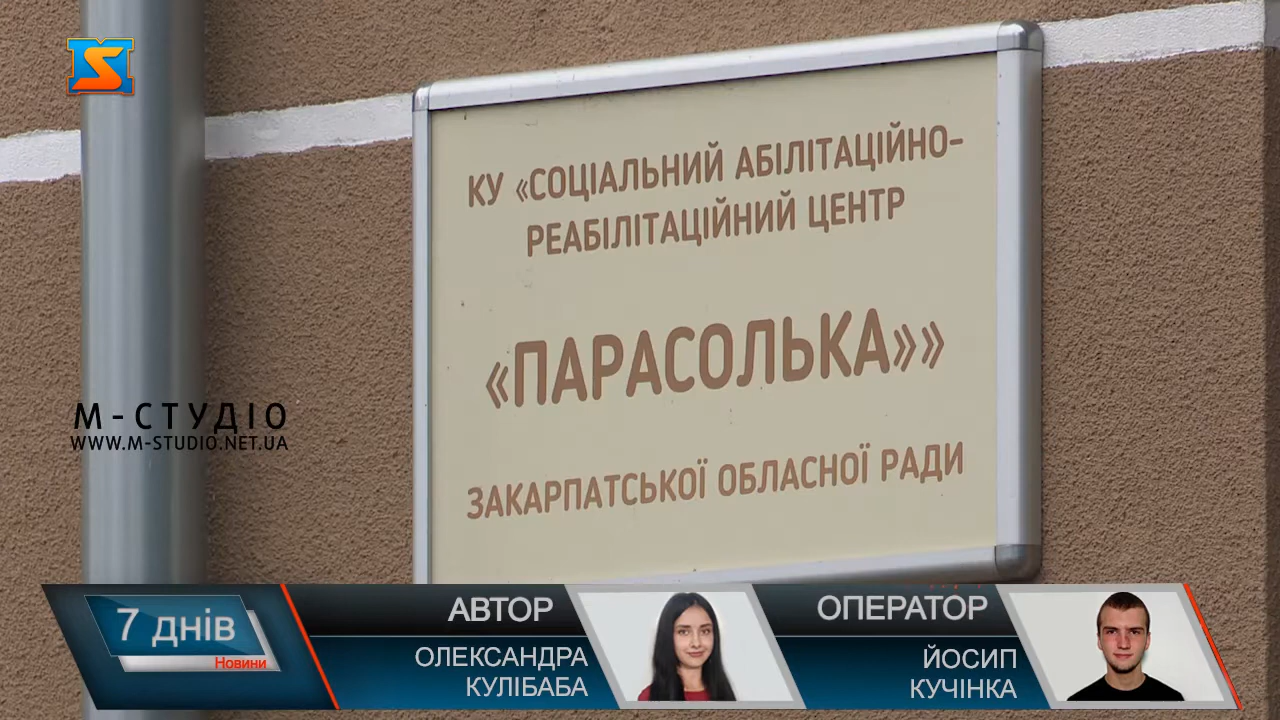 КУ «СОЦІАЛЬНИЙ АБІЛІТАЦІЙНО-
РЕАБІЛІТАЦІЙНИЙ ЦЕНТР
«ПАРАСОЛЬКА»»
ЗАКАРПАТСЬКОЇ ОБЛАСНОЇ РАДИ
М-СТУДІО
WWW.M-STUDIO.NET.UA
7 днів
Новини
АВТОР
ОЛЕКСАНДРА
КУЛІБАБА
ОПЕРАТОР
ЙОСИП
КУЧІНКА